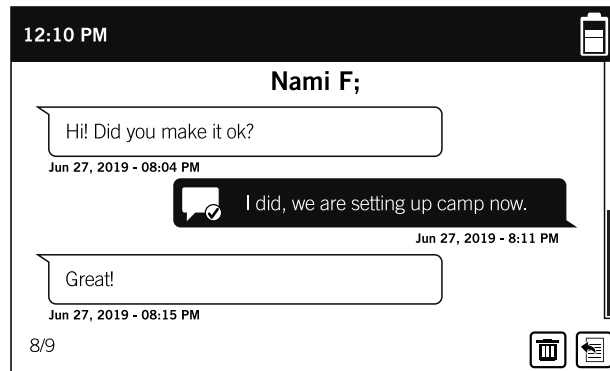 12:10 PM
Nami F;
Hi! Did you make it ok?
Jun 27, 2019 - 08:04 PM
I did, we are setting up camp now.
Jun 27, 2019 - 8:11 PM
Great!
Jun 27, 2019 - 08:15 PM
8/9